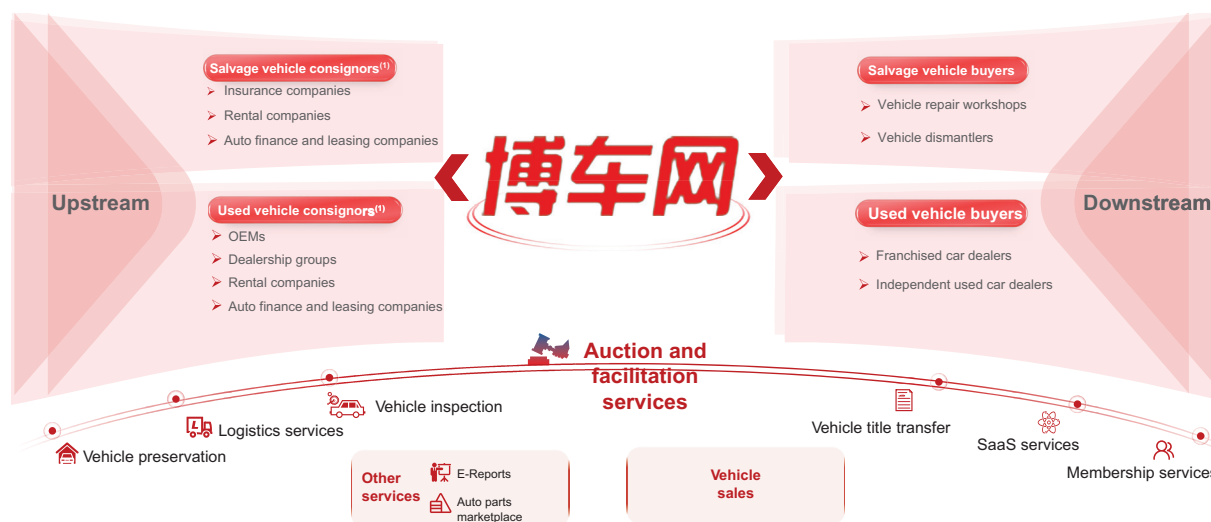 Upstream
Salvage vehicle consignors(1)
Insurance companies
Rental companies
Auto finance and leasing companies
Used vehicle consignors(1)
OEMs
Dealership groups
Rental companies
Auto finance and leasing companies
博车网
Salvage vehicle buyers
Vehicle repair workshops
Vehicle dismantlers
Used vehicle buyers
Franchised car dealers
Independent used car dealers
Downstream
Auction and
facilitation
services
Vehicle preservation
Logistics services
Vehicle inspection
Vehicle title transfer
SaaS services
Membership services
Other
services
E-Reports
Auto parts
marketplace
Vehicle
sales